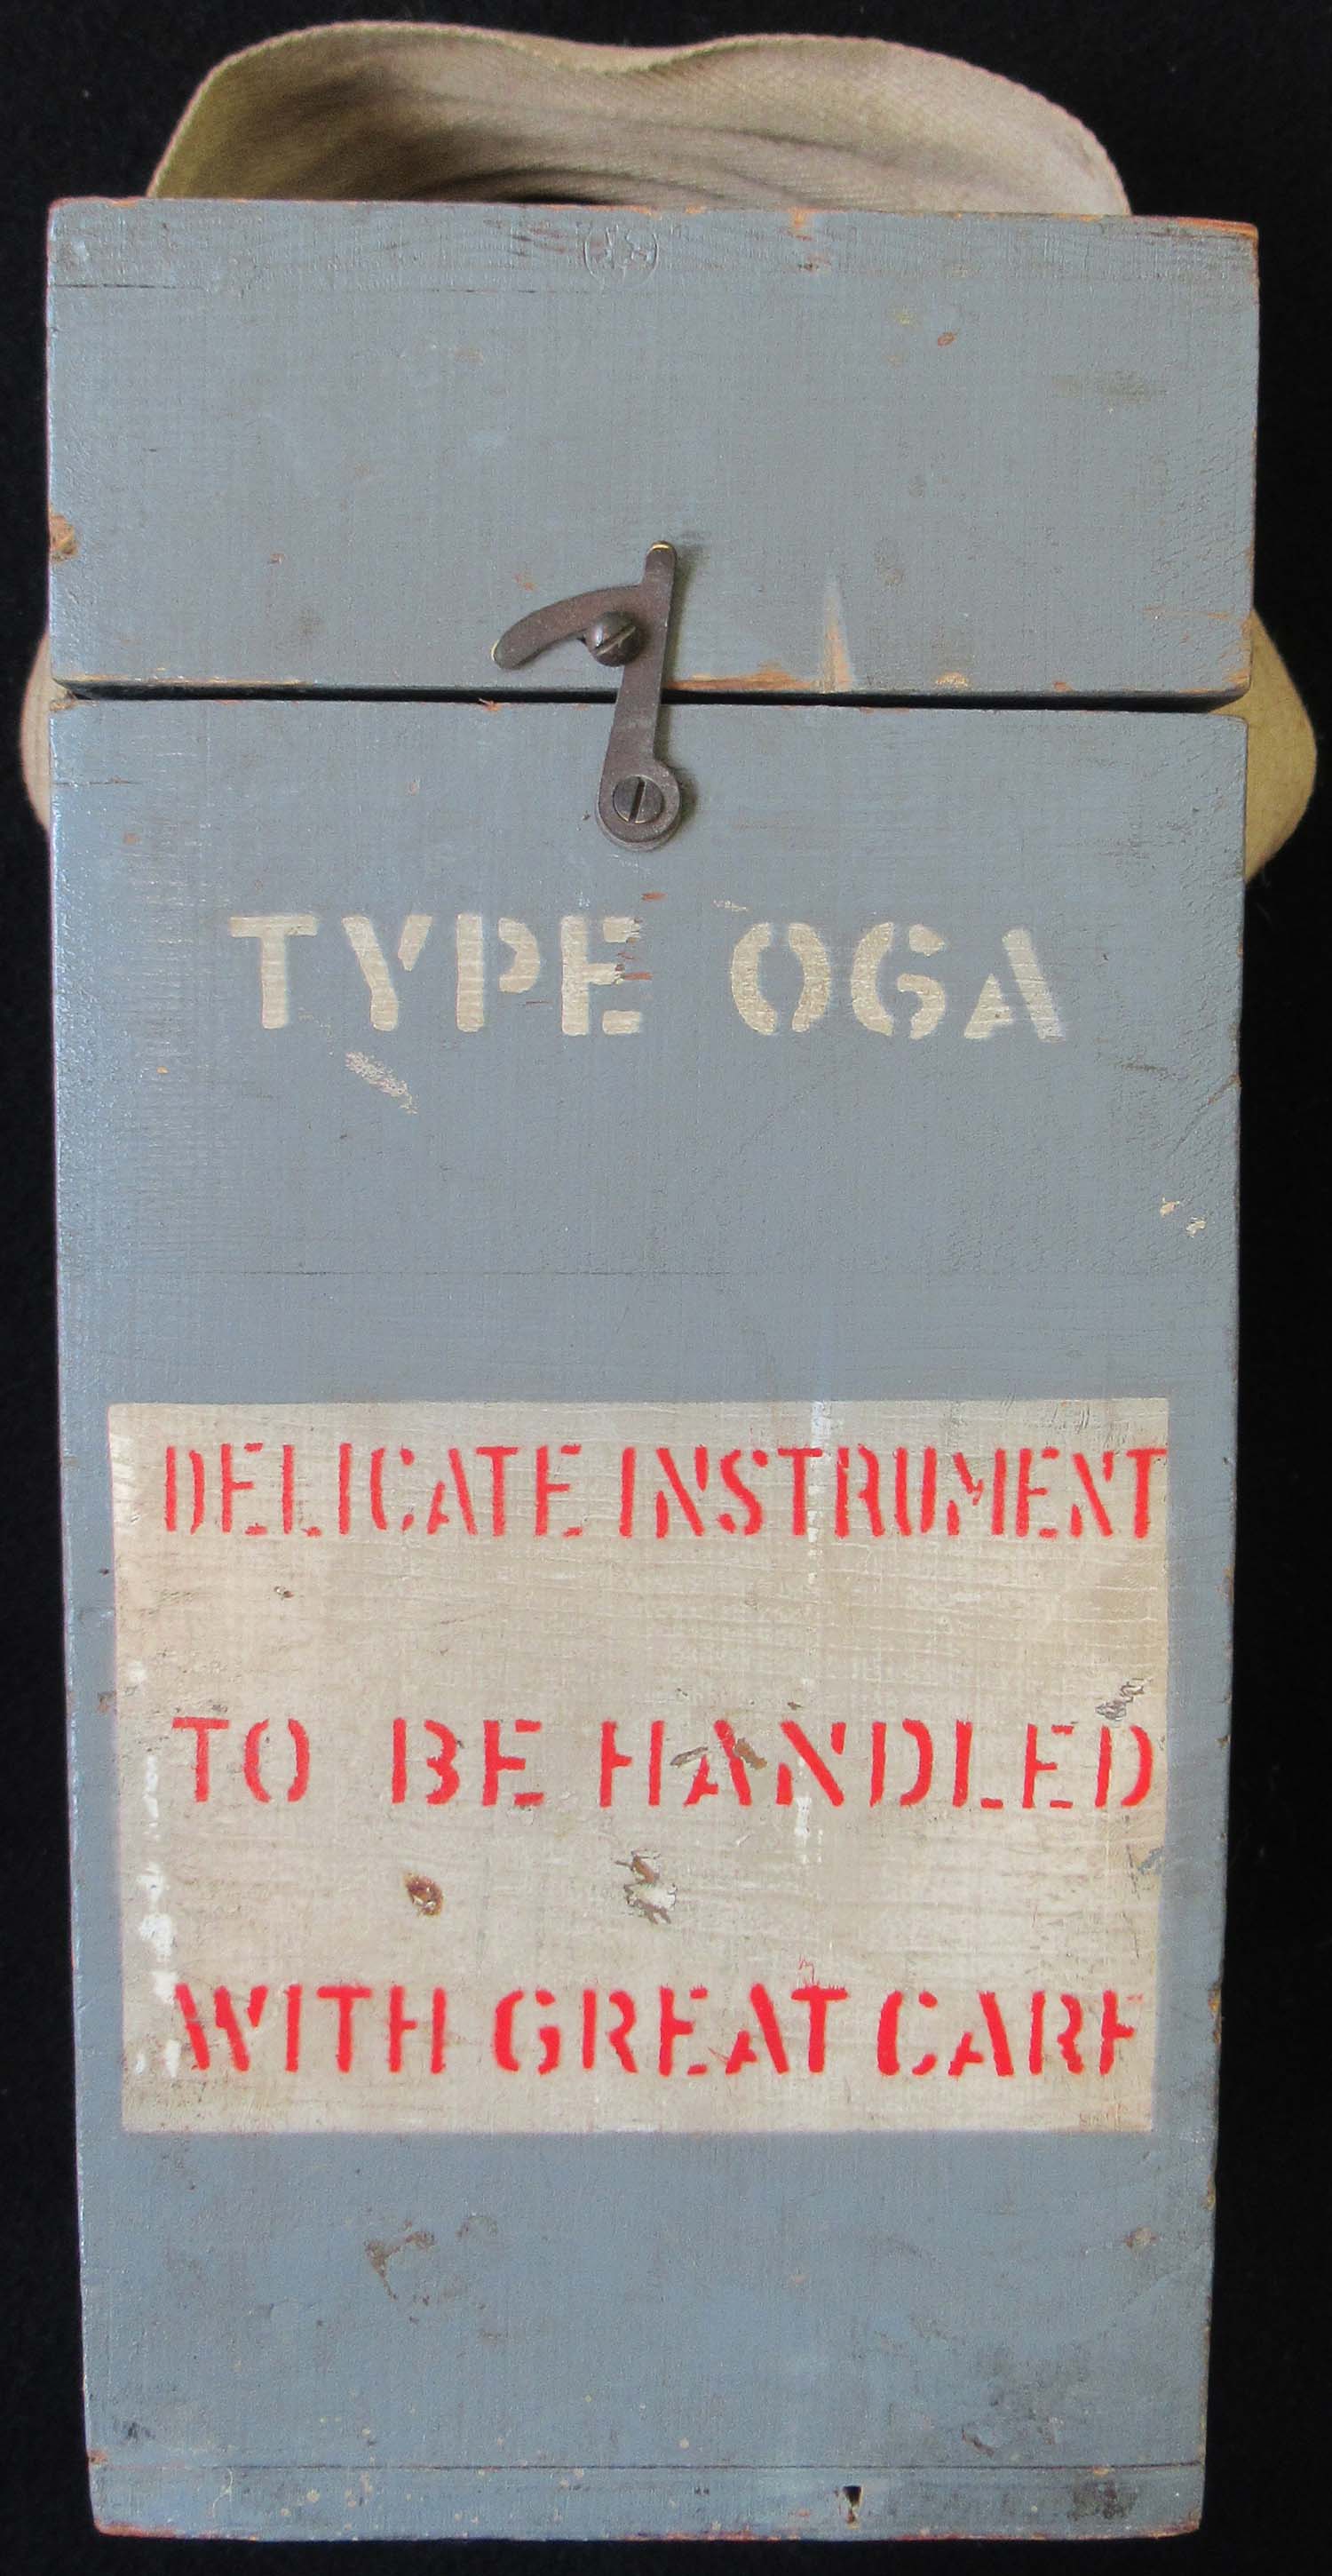 TYPE OGA
DELICATE INSTRUMENT
TO BE HANDLED
WITH GREAT CARE